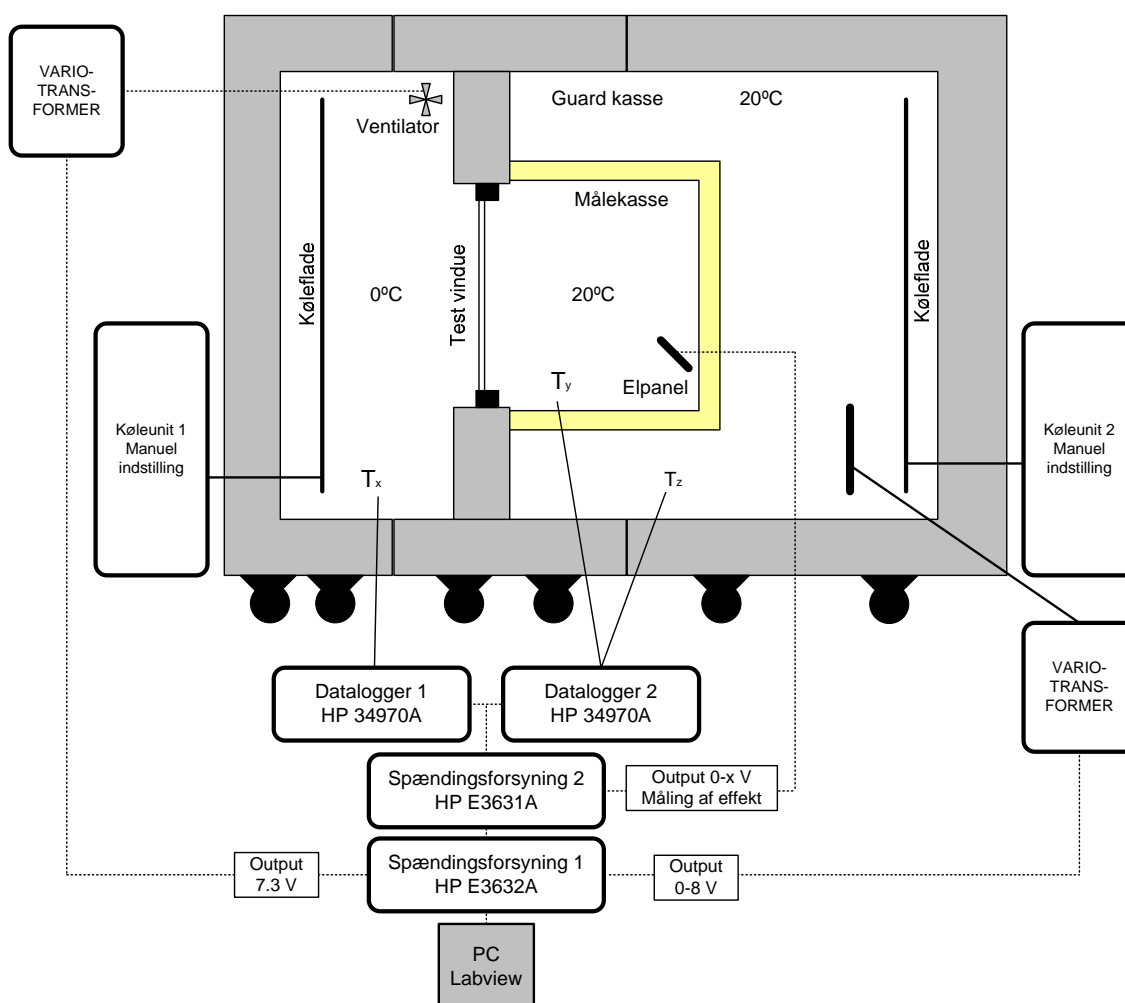 VARIO-
TRANS-
FORMER
Ventilator
Guard kasse
20ºC
Målekasse
Køleflade
0ºC
Test vindue
20ºC
Køleflade
Elpanel
Ty
Køleunit 1
Manuel
indstilling
Køleunit 2
Manuel
indstilling
Tx
Tz
Datalogger 1
HP 34970A
Datalogger 2
HP 34970A
VARIO-
TRANS-
FORMER
Spændingsforsyning 2
HP E3631A
Output 0-x V
Måling af effekt
Output
7.3 V
Spændingsforsyning 1
HP E3632A
Output
0-8 V
PC
Labview